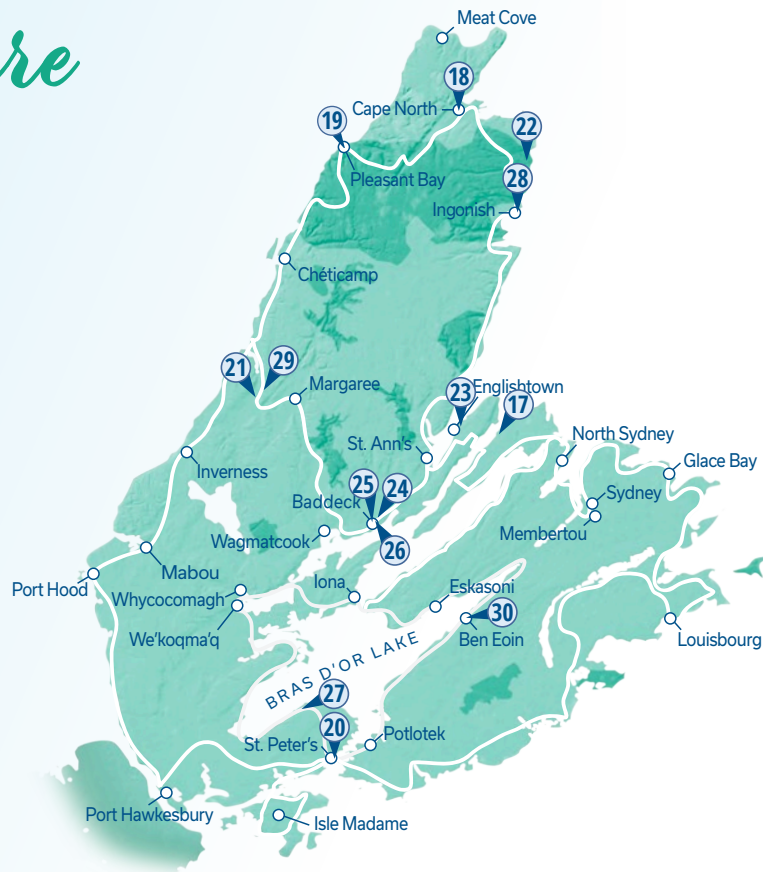 re
Meat Cove
18
Cape North
19
22
Pleasant Bay
28
Ingonish
Chéticamp
21
29
Margaree
23
Englishtown
17
St. Ann's
North Sydney
Inverness
Glace Bay
25
24
Baddeck
Sydney
Wagmatcook
26
Membertou
Mabou
Port Hood
Iona
Whycocomagh
Eskasoni
30
We'koqma'q
Ben Eoin
Louisbourg
BRAS D'OR LAKE
27
20
St. Peter's
Potlotek
Port Hawkesbury
Isle Madame